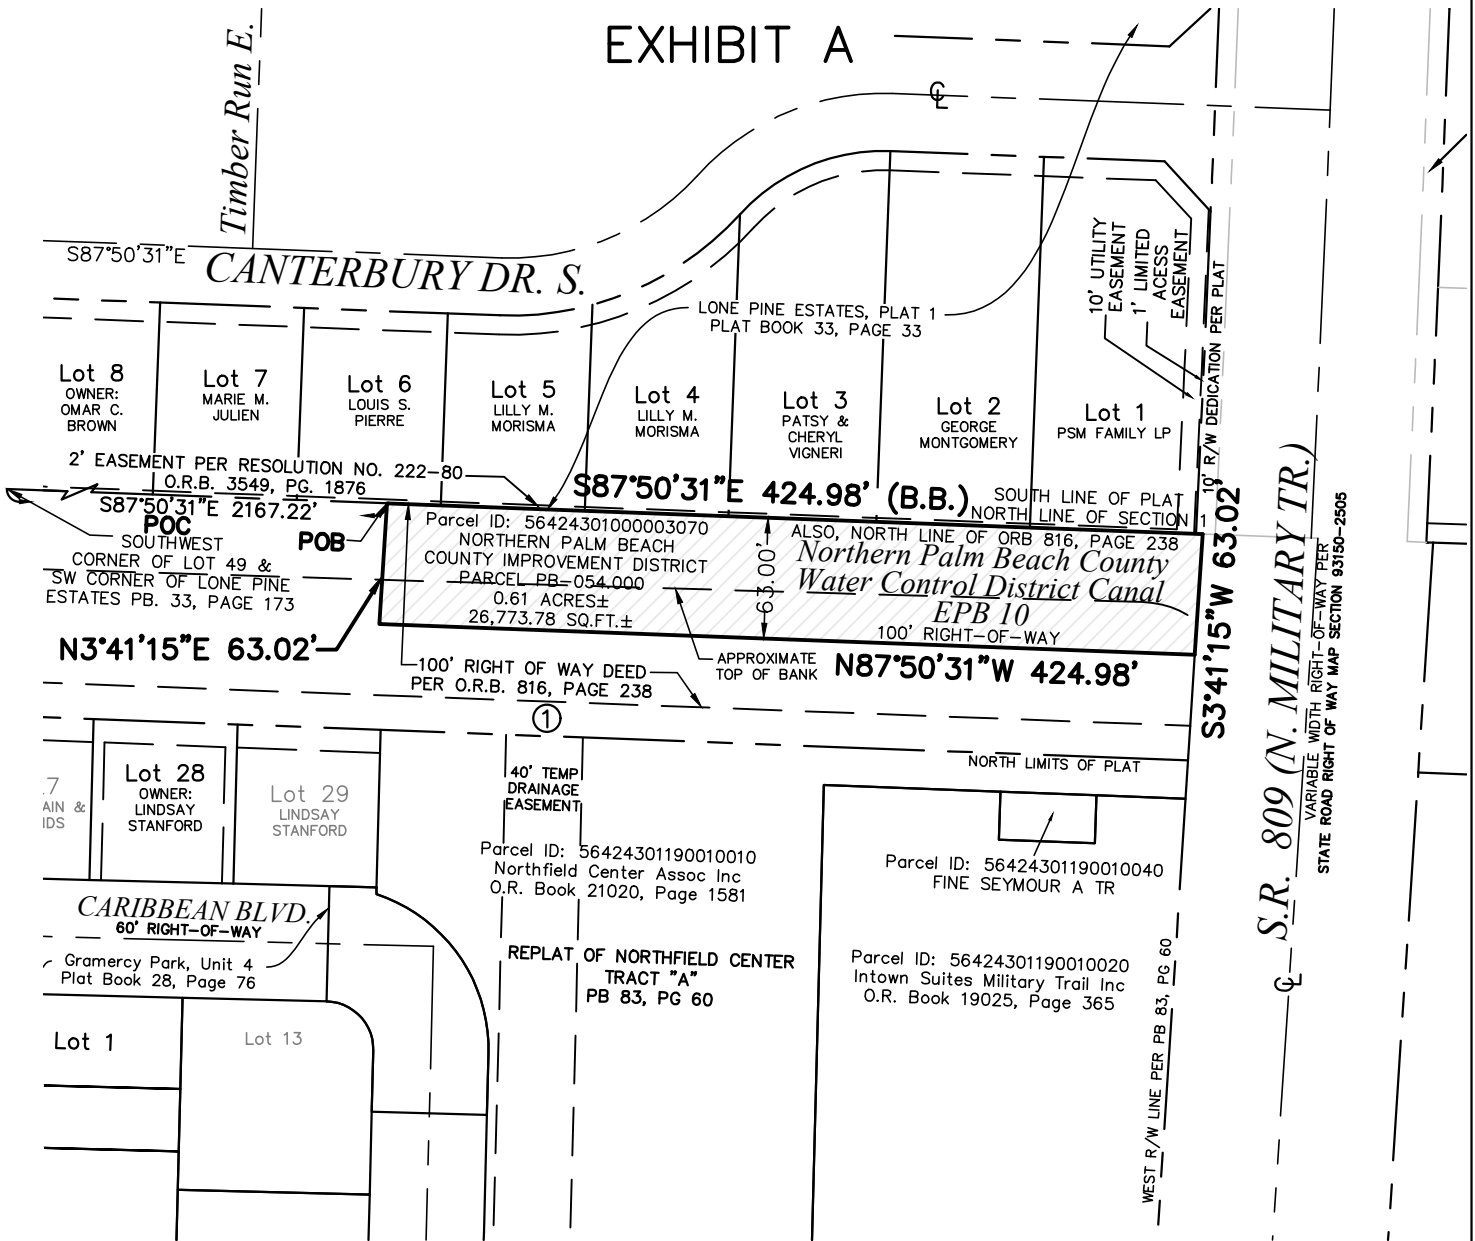 EXHIBIT A
Timber Run E.
℄
S87°50'31"E
CANTERBURY DR. S.
LONE PINE ESTATES, PLAT 1
PLAT BOOK 33, PAGE 33
10' UTILITY
EASEMENT
1' LIMITED
ACESS
EASEMENT
10' R/W DEDICATION PER PLAT
Lot 8
OWNER:
OMAR C.
BROWN
Lot 7
MARIE M.
JULIEN
Lot 6
LOUIS S.
PIERRE
Lot 5
LILLY M.
MORISMA
Lot 4
LILLY M.
MORISMA
Lot 3
PATSY &
CHERYL
VIGNERI
Lot 2
GEORGE
MONTGOMERY
Lot 1
PSM FAMILY LP
2' EASEMENT PER RESOLUTION NO. 222-80
O.R.B. 3549, PG. 1876
S87°50'31"E 2167.22'
POC
SOUTHWEST
CORNER OF LOT 49 &
SW CORNER OF LONE PINE
ESTATES PB. 33, PAGE 173
POB
S87°50'31"E 424.98' (B.B.)
SOUTH LINE OF PLAT
NORTH LINE OF SECTION 1
ALSO, NORTH LINE OF ORB 816, PAGE 238
Parcel ID: 56424301000003070
NORTHERN PALM BEACH
COUNTY IMPROVEMENT DISTRICT
PARCEL PB-054.000
0.61 ACRES±
26,773.78 SQ.FT.±
63.00'
Northern Palm Beach County
Water Control District Canal
EPB 10
100' RIGHT-OF-WAY
N3°41'15"E 63.02'
S3°41'15"W 63.02'
100' RIGHT OF WAY DEED
PER O.R.B. 816, PAGE 238
APPROXIMATE
TOP OF BANK
N87°50'31"W 424.98'
S.R. 809 (N. MILITARY TR.)
VARIABLE WIDTH RIGHT-OF-WAY PER
STATE ROAD RIGHT OF WAY MAP SECTION 93150-2505
1
NORTH LIMITS OF PLAT
.7
AIN &
IDS
Lot 28
OWNER:
LINDSAY
STANFORD
Lot 29
LINDSAY
STANFORD
40' TEMP
DRAINAGE
EASEMENT
Parcel ID: 56424301190010010
Northfield Center Assoc Inc
O.R. Book 21020, Page 1581
Parcel ID: 56424301190010040
FINE SEYMOUR A TR
CARIBBEAN BLVD.
60' RIGHT-OF-WAY
Gramercy Park, Unit 4
Plat Book 28, Page 76
REPLAT OF NORTHFIELD CENTER
TRACT "A"
PB 83, PG 60
Parcel ID: 56424301190010020
Intown Suites Military Trail Inc
O.R. Book 19025, Page 365
WEST R/W LINE PER PB 83, PG 60
℄
Lot 1
Lot 13